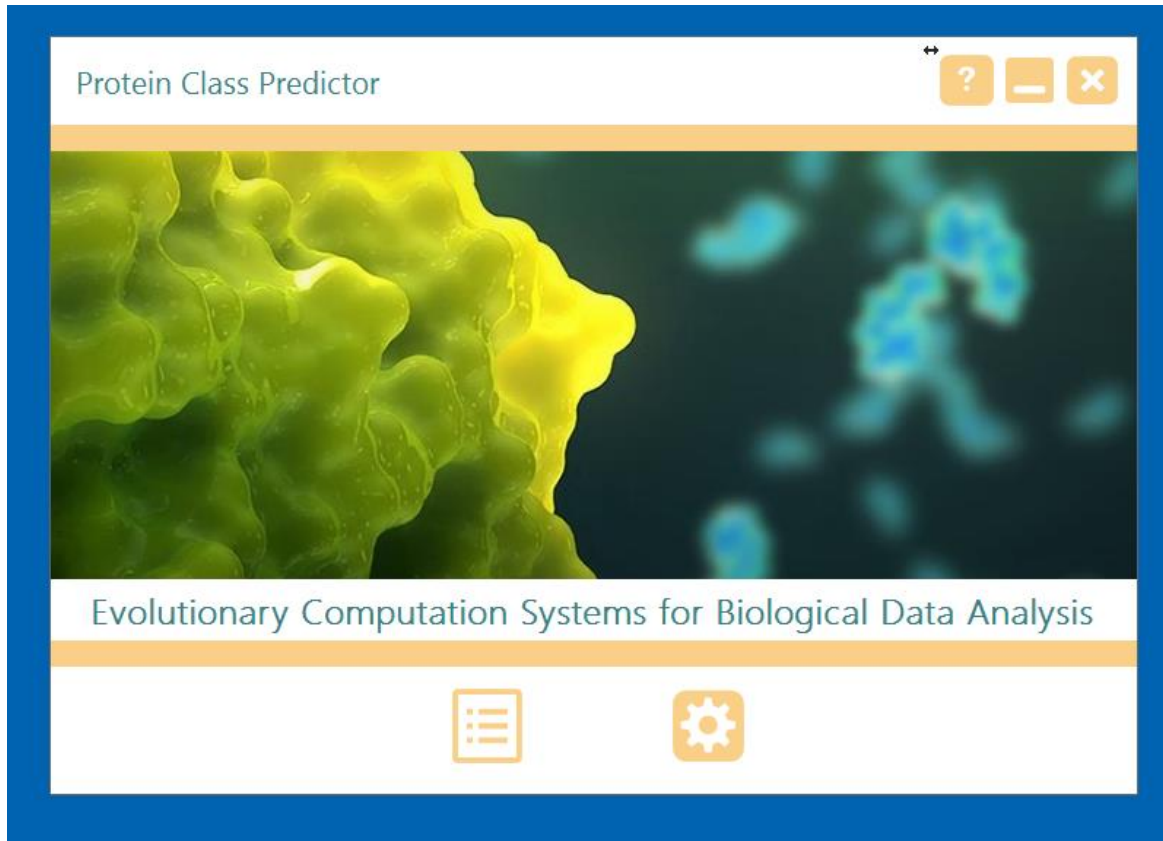 Protein Class Predictor
?
Evolutionary Computation Systems for Biological Data Analysis